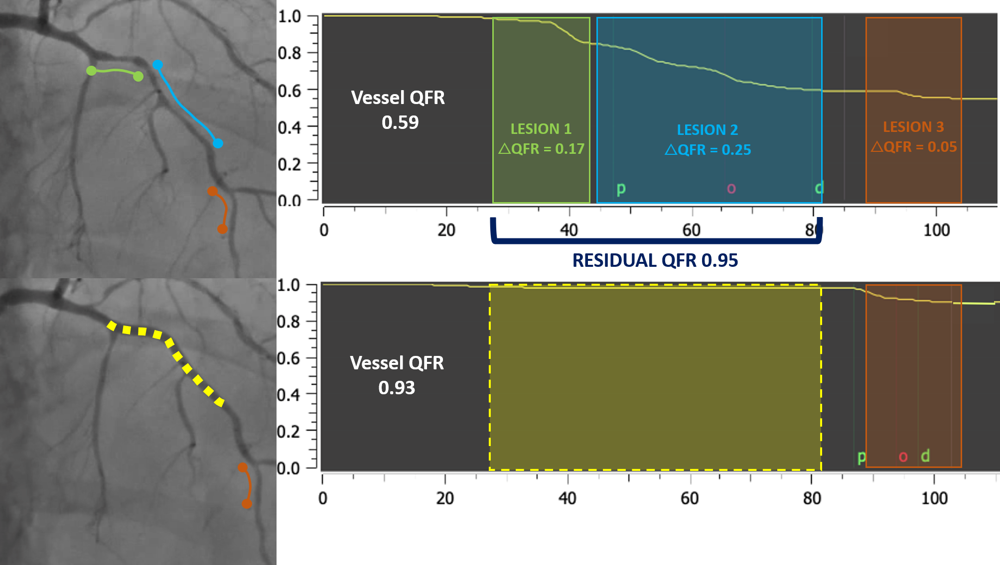 1.0
0.8
0.6
0.4
0.2
0.0
Vessel QFR
0.59
LESION 1
△QFR = 0.17
LESION 2
△QFR = 0.25
LESION 3
△QFR = 0.05
p o d
0 20 40 60 80 100
RESIDUAL QFR 0.95
1.0
0.8
0.6
0.4
0.2
0.0
Vessel QFR
0.93
p o d
0 20 40 60 80 100